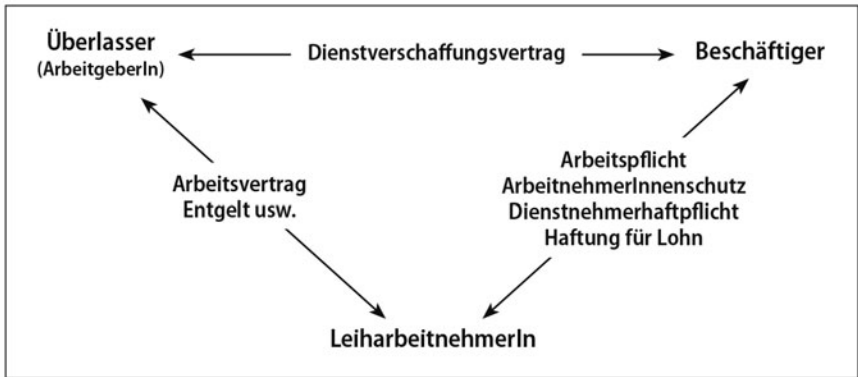 Überlasser
(ArbeitgeberIn)
Dienstverschaffungsvertrag
Beschäftiger
Arbeitsvertrag
Entgelt usw.
Arbeitspflicht
ArbeitnehmerInnenschutz
Dienstnehmerhaftpflicht
Haftung für Lohn
LeiharbeitnehmerIn